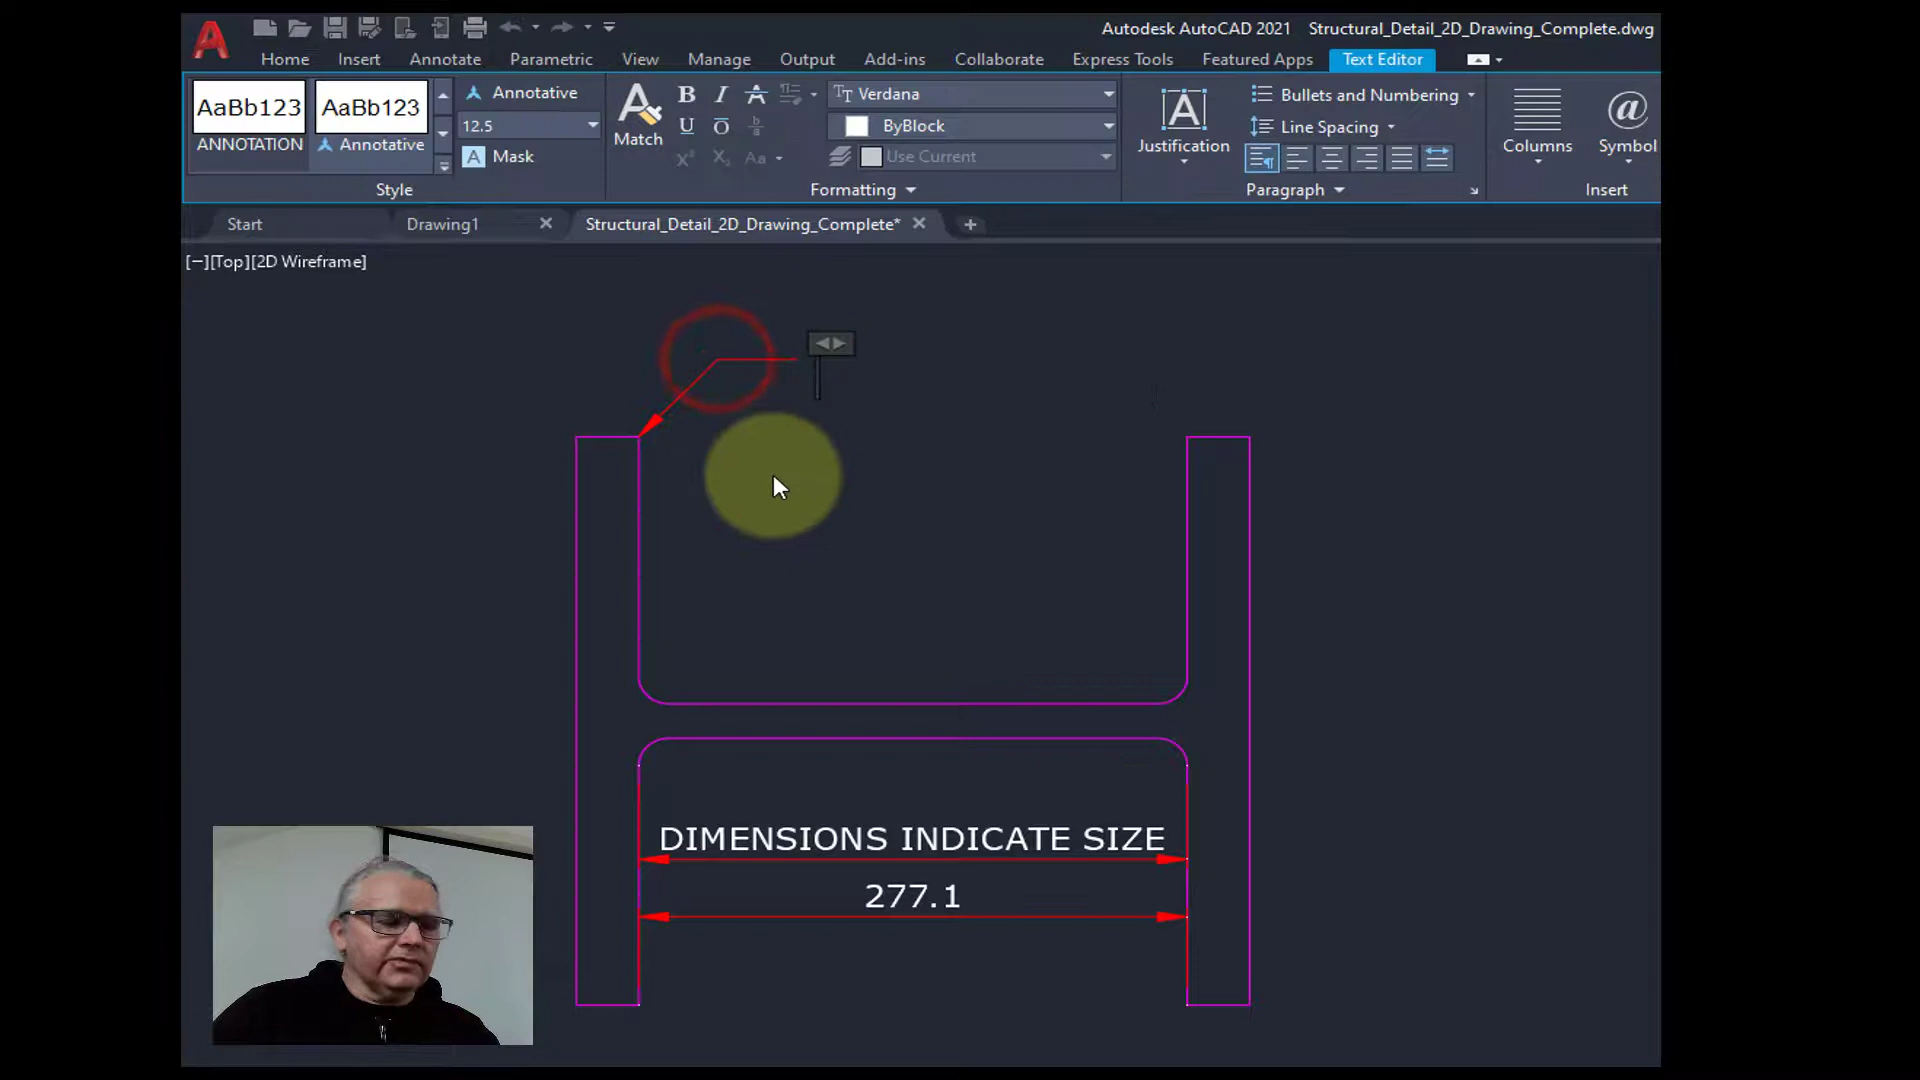 Autodesk AutoCAD 2021 Structural_Detail_2D_Drawing_Complete.dwg
Home Insert Annotate Parametric View Manage Output Add-ins Collaborate Express Tools Featured Apps Text Editor
AaBb123 AaBb123 Annotative Match B I A Verdana Bullets and Numbering
12.5 U O b/a ByBlock Line Spacing
ANNOTATION Annotative Mask X² X₂ Aa Use Current Justification Columns Symbol
Style Formatting Paragraph Insert
Start Drawing1 Structural_Detail_2D_Drawing_Complete*
[−][Top][2D Wireframe]
DIMENSIONS INDICATE SIZE
277.1